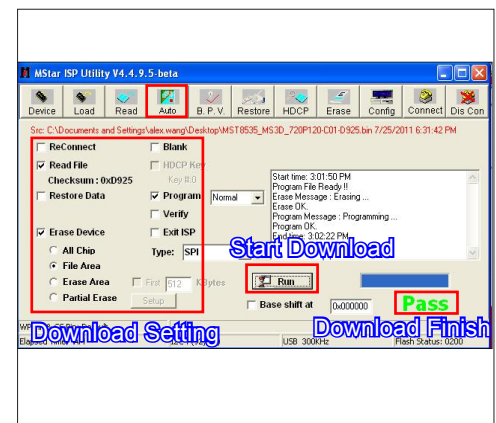 MStar ISP Utility V4.4.9.5-beta
Device Load Read Auto B. P. V. Restore HDCP Erase Config Connect Dis Con
Src: C:\Documents and Settings\alex.wang\Desktop\MST8535_MS3D_720P120-C01-D925.bin 7/25/2011 6:31:42 PM
ReConnect
Blank
Read File
HDCP Key
Checksum : 0xD925
Key #:0
Restore Data
Program
Normal
Verify
Erase Device
Exit ISP
All Chip
Type: SPI
File Area
Erase Area
First 512 KBytes
Partial Erase
Setup
Start time: 3:01:50 PM
Program File Ready !!
Erase Message : Erasing ...
Erase OK.
Program Message : Programming ...
Program OK.
End time: 3:02:22 PM
Start Download
Run
Base shift at 0x000000
Pass
Download Setting
Download Finish
USB 300KHz
Flash Status: 0200